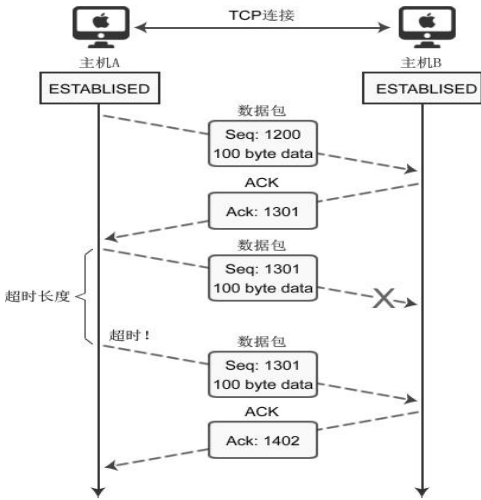 TCP连接
主机A
主机B
ESTABLISED
ESTABLISED
数据包
Seq: 1200
100 byte data
ACK
Ack: 1301
数据包
Seq: 1301
100 byte data
X
超时长度
超时!
数据包
Seq: 1301
100 byte data
ACK
Ack: 1402